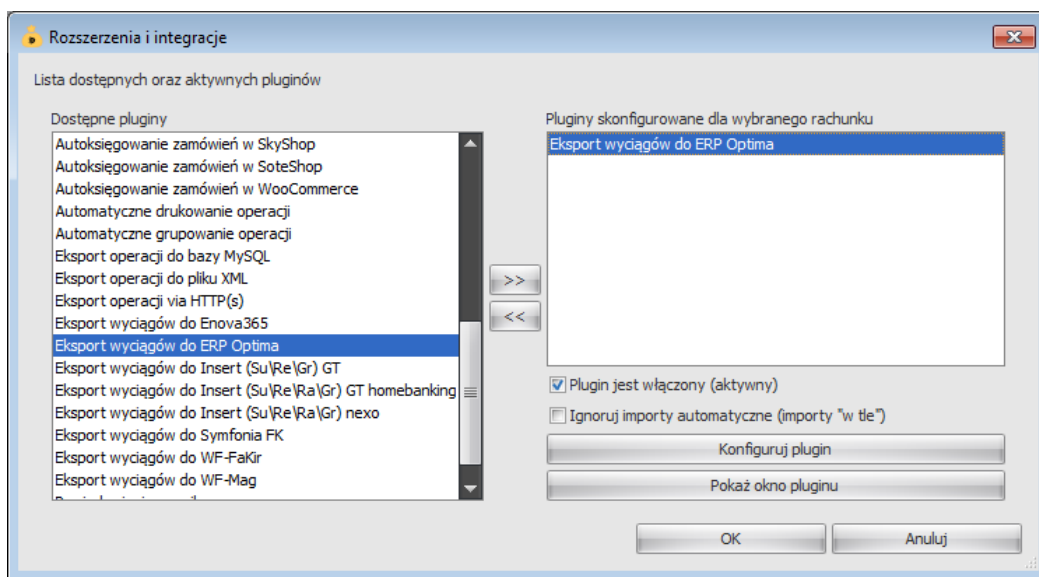 Rozszerzenia i integracje
Lista dostępnych oraz aktywnych pluginów
Dostępne pluginy
Autoksięgowanie zamówień w SkyShop
Autoksięgowanie zamówień w SoteShop
Autoksięgowanie zamówień w WooCommerce
Automatyczne drukowanie operacji
Automatyczne grupowanie operacji
Eksport operacji do bazy MySQL
Eksport operacji do pliku XML
Eksport operacji via HTTP(s)
Eksport wyciągów do Enova365
Eksport wyciągów do ERP Optima
Eksport wyciągów do Insert (Su\Re\Gr) GT
Eksport wyciągów do Insert (Su\Re\Ra\Gr) GT homebanking
Eksport wyciągów do Insert (Su\Re\Ra\Gr) nexo
Eksport wyciągów do Symfonia FK
Eksport wyciągów do WF-FaKir
Eksport wyciągów do WF-Mag
>>
<<
Pluginy skonfigurowane dla wybranego rachunku
Eksport wyciągów do ERP Optima
Plugin jest włączony (aktywny)
Ignoruj importy automatyczne (importy "w tle")
Konfiguruj plugin
Pokaż okno pluginu
OK
Anuluj